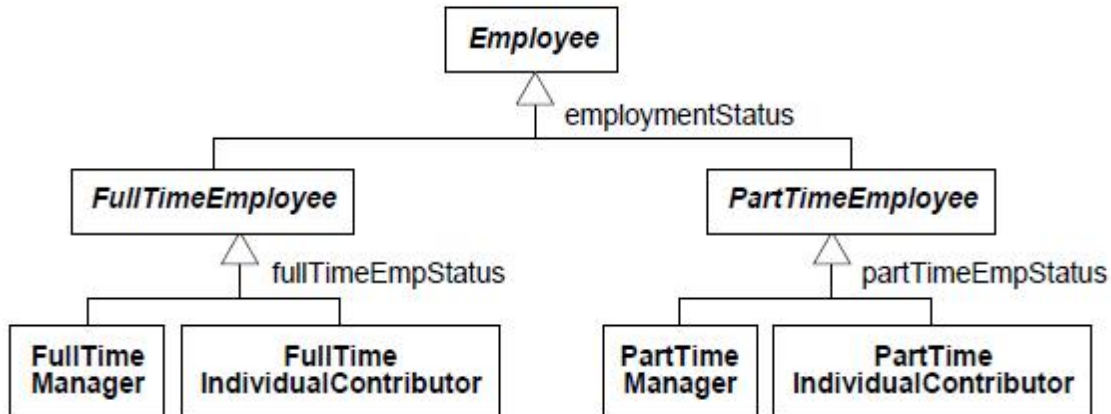 Employee
employmentStatus
FullTimeEmployee
PartTimeEmployee
fullTimeEmpStatus
partTimeEmpStatus
FullTime
Manager
FullTime
IndividualContributor
PartTime
Manager
PartTime
IndividualContributor